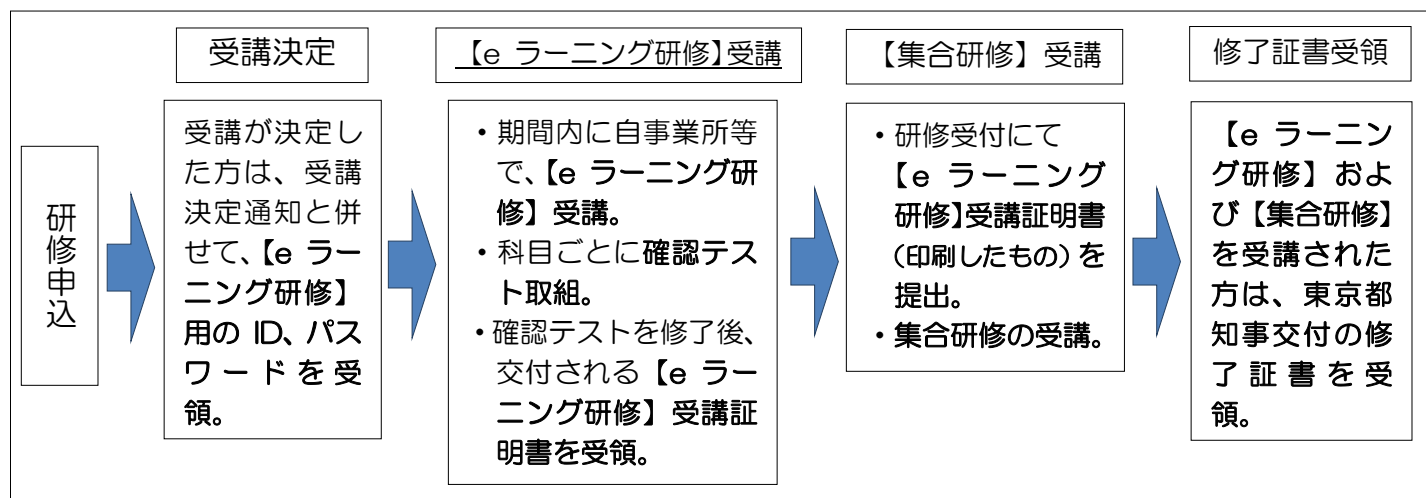 研修申込
受講決定
受講が決定し
た方は、受講
決定通知と併
せて、【e ラー
ニング研修】
用の ID、パス
ワードを受
領。
【e ラーニング研修】受講
・期間内に自事業所等
で、【e ラーニング研
修】受講。
・科目ごとに確認テス
ト取組。
・確認テストを修了後、
交付される【e ラー
ニング研修】受講証
明書を受領。
【集合研修】受講
・研修受付にて
【e ラーニング
研修】受講証明書
(印刷したもの)を
提出。
・集合研修の受講。
修了証書受領
【e ラーニン
グ研修】およ
び【集合研修】
を受講された
方は、東京都
知事交付の修
了証書を受
領。